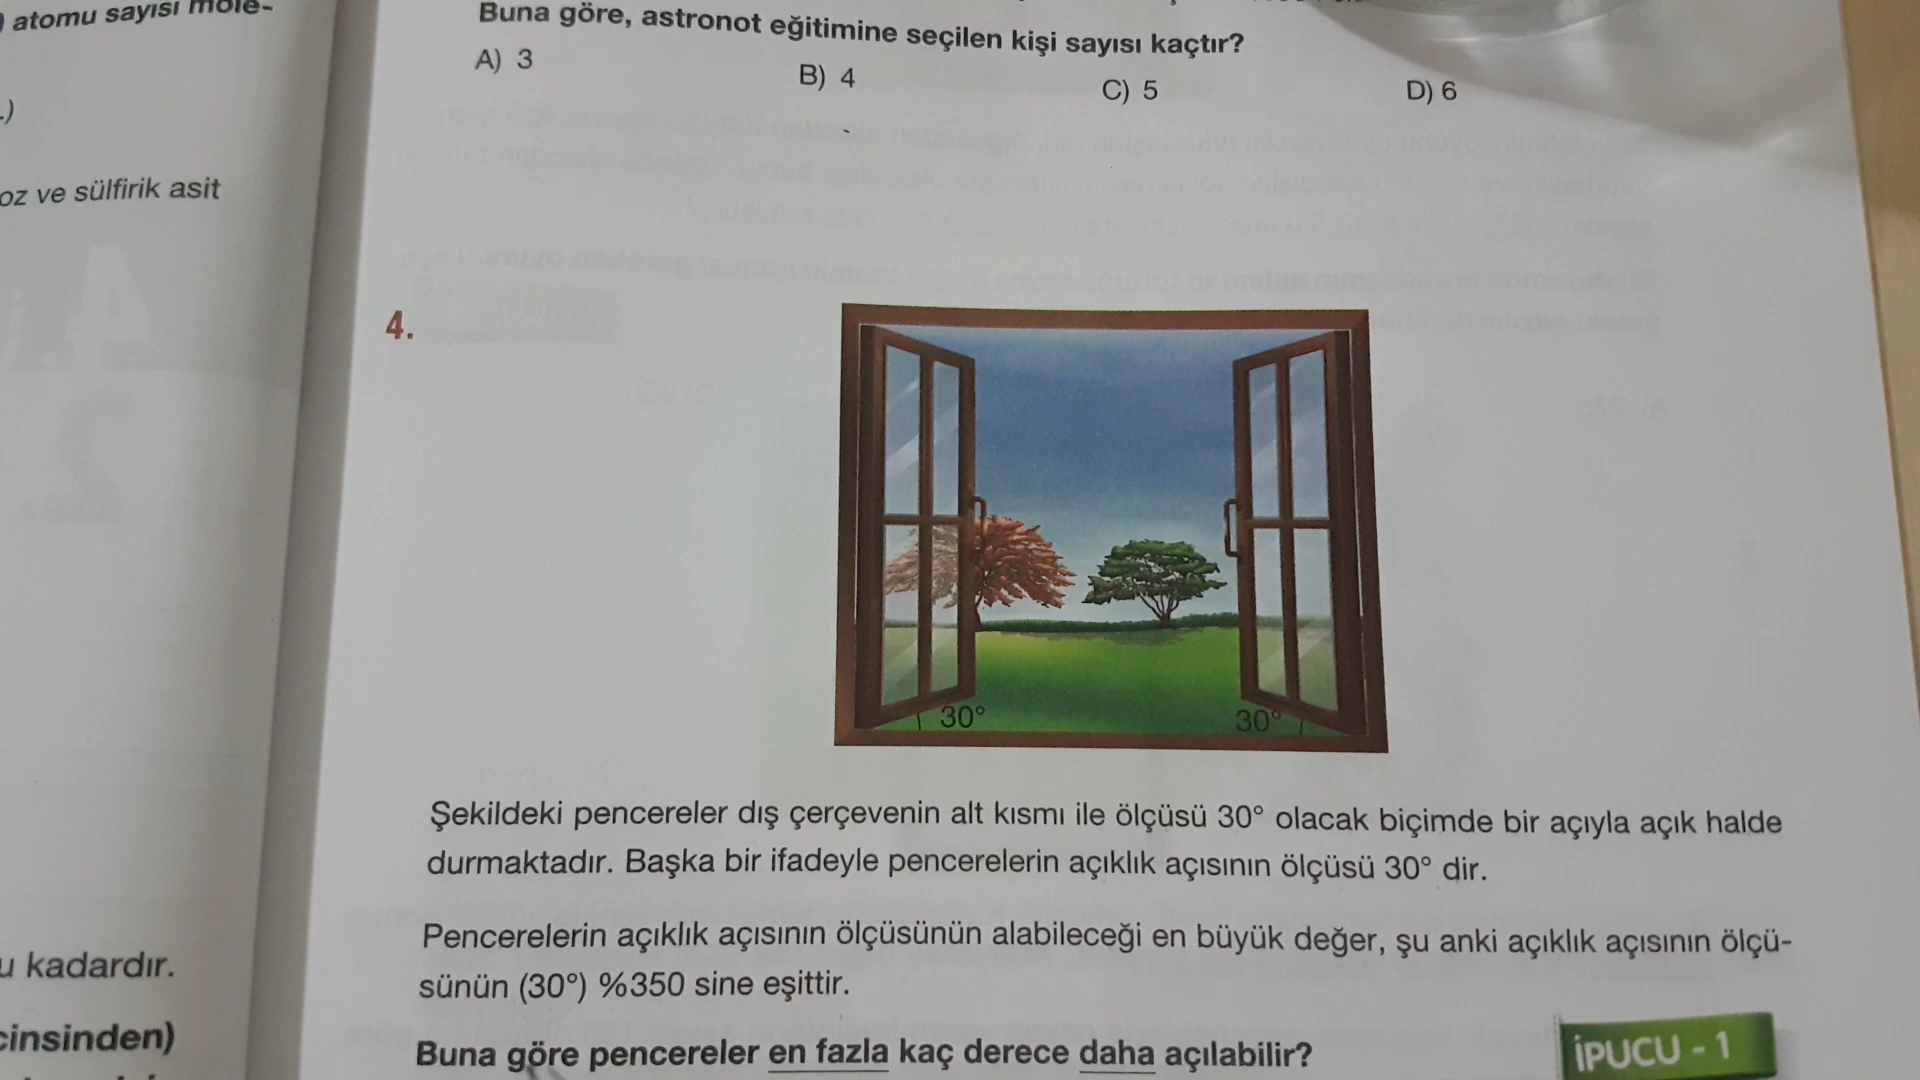 atomu sayısı mole-
.)
oz ve sülfirik asit
u kadardır.
cinsinden)
Buna göre, astronot eğitimine seçilen kişi sayısı kaçtır?
A) 3 B) 4 C) 5 D) 6
4.
30° 30°
Şekildeki pencereler dış çerçevenin alt kısmı ile ölçüsü 30° olacak biçimde bir açıyla açık halde
durmaktadır. Başka bir ifadeyle pencerelerin açıklık açısının ölçüsü 30° dir.
Pencerelerin açıklık açısının ölçüsünün alabileceği en büyük değer, şu anki açıklık açısının ölçü-
sünün (30°) %350 sine eşittir.
Buna göre pencereler en fazla kaç derece daha açılabilir?
İPUCU - 1